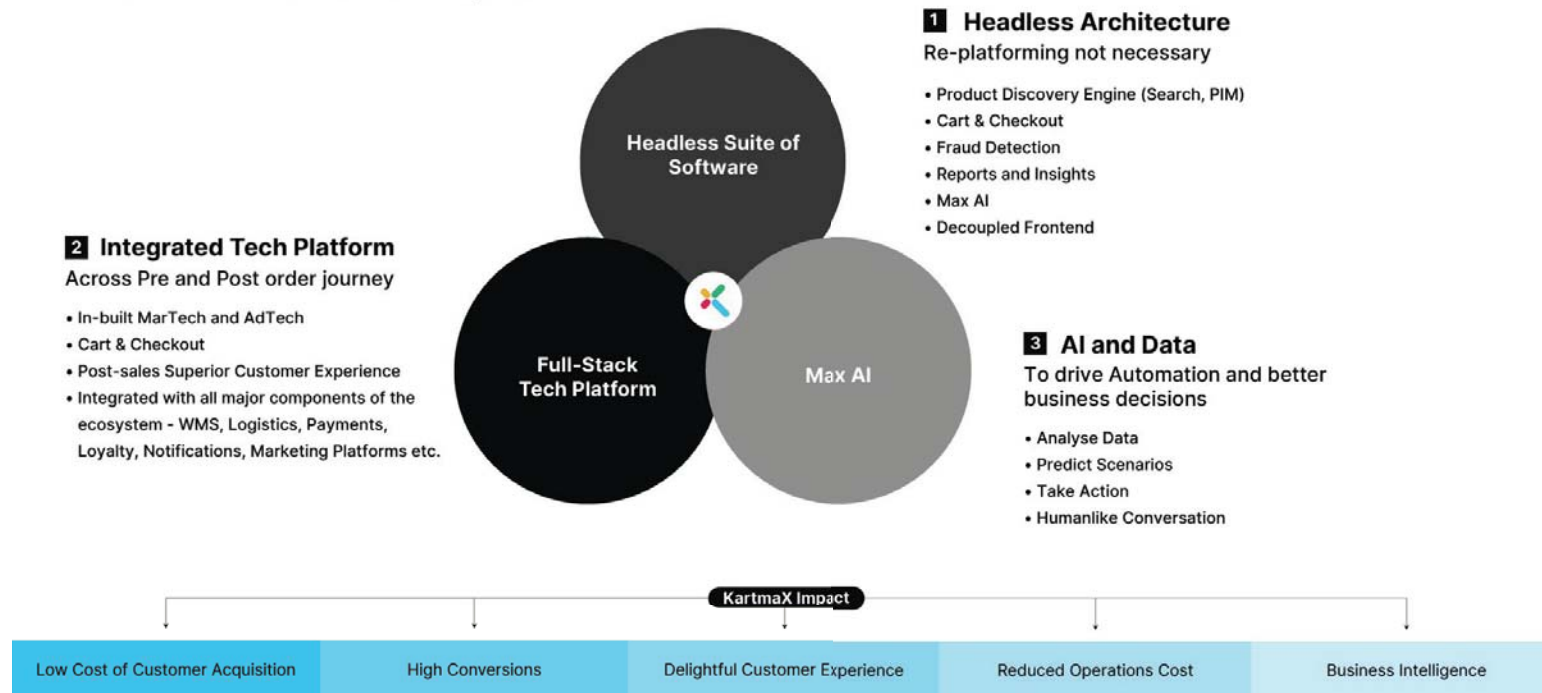 1 Headless Architecture
Re-platforming not necessary
• Product Discovery Engine (Search, PIM)
• Cart & Checkout
• Fraud Detection
• Reports and Insights
• Max AI
• Decoupled Frontend
Headless Suite of
Software
2 Integrated Tech Platform
Across Pre and Post order journey
• In-built MarTech and AdTech
• Cart & Checkout
• Post-sales Superior Customer Experience
• Integrated with all major components of the
ecosystem - WMS, Logistics, Payments,
Loyalty, Notifications, Marketing Platforms etc.
Full-Stack
Tech Platform
Max AI
3 AI and Data
To drive Automation and better
business decisions
• Analyse Data
• Predict Scenarios
• Take Action
• Humanlike Conversation
KartmaX Impact
Low Cost of Customer Acquisition
High Conversions
Delightful Customer Experience
Reduced Operations Cost
Business Intelligence